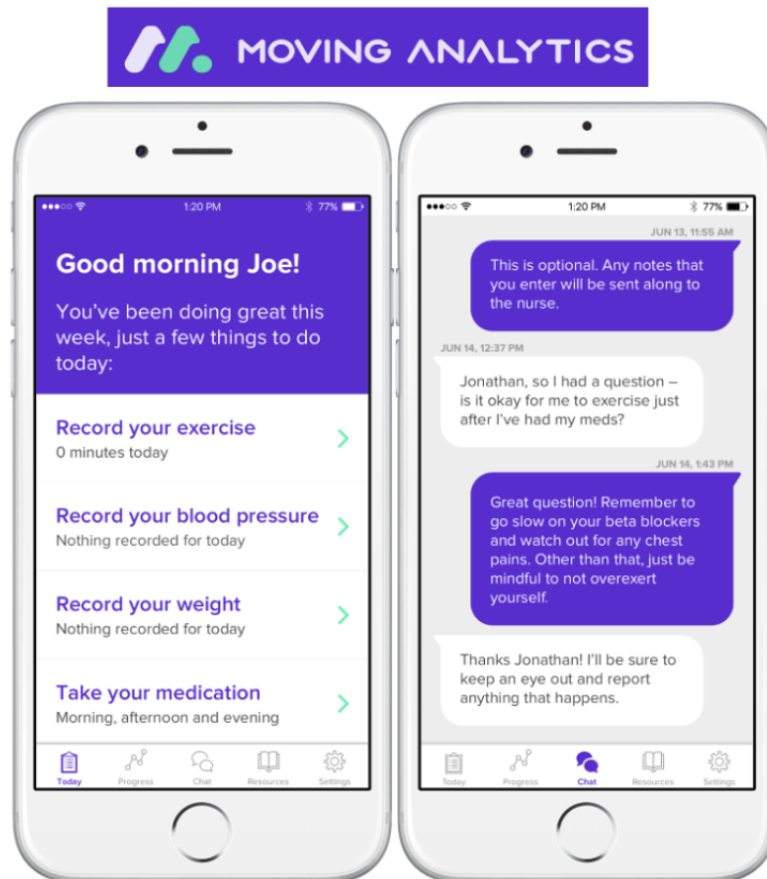 MOVING ANALYTICS
1:20 PM
77%
Good morning Joe!
You've been doing great this
week, just a few things to do
today:
Record your exercise
0 minutes today
Record your blood pressure
Nothing recorded for today
Record your weight
Nothing recorded for today
Take your medication
Morning, afternoon and evening
Today
Progress
Chat
Resources
Settings
1:20 PM
77%
JUN 13, 11:55 AM
This is optional. Any notes that
you enter will be sent along to
the nurse.
JUN 14, 12:37 PM
Jonathan, so I had a question –
is it okay for me to exercise just
after I've had my meds?
JUN 14, 1:43 PM
Great question! Remember to
go slow on your beta blockers
and watch out for any chest
pains. Other than that, just be
mindful to not overexert
yourself.
Thanks Jonathan! I'll be sure to
keep an eye out and report
anything that happens.
Today
Progress
Chat
Resources
Settings